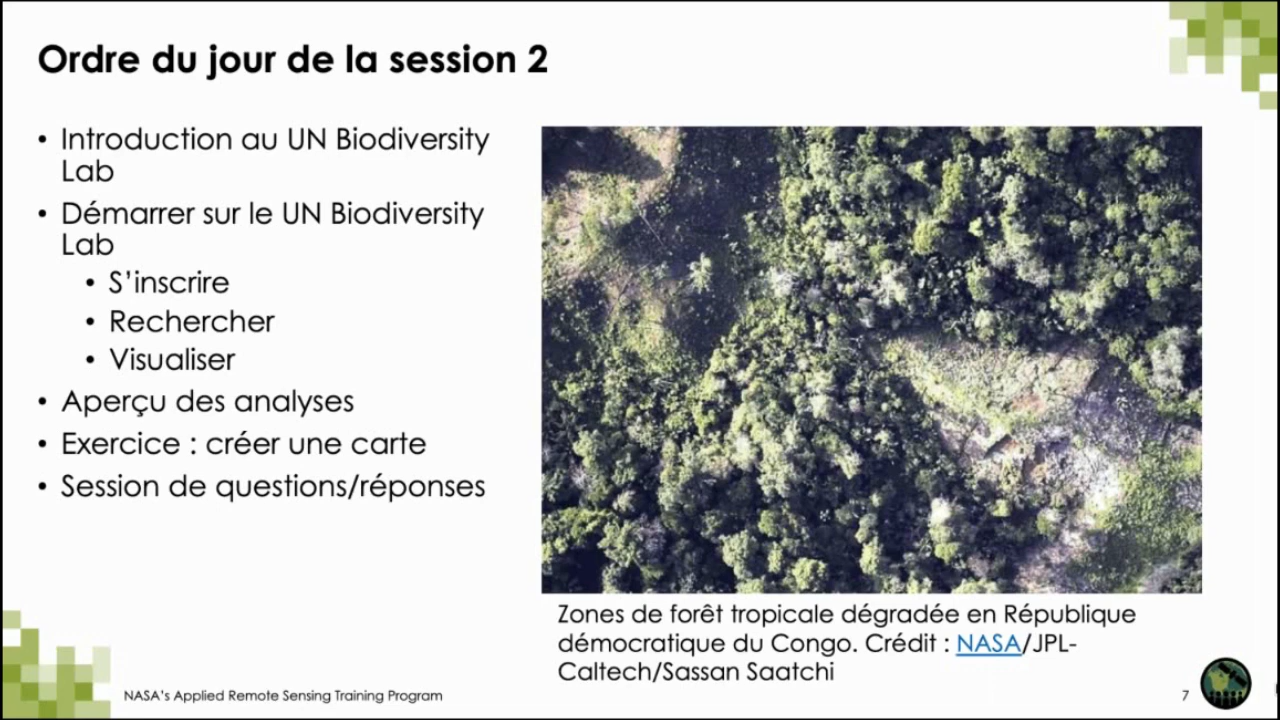 Ordre du jour de la session 2
• Introduction au UN Biodiversity
Lab
• Démarrer sur le UN Biodiversity
Lab
• S’inscrire
• Rechercher
• Visualiser
• Aperçu des analyses
• Exercice : créer une carte
• Session de questions/réponses
Zones de forêt tropicale dégradée en République
démocratique du Congo. Crédit : NASA/JPL-
Caltech/Sassan Saatchi
NASA’s Applied Remote Sensing Training Program
7